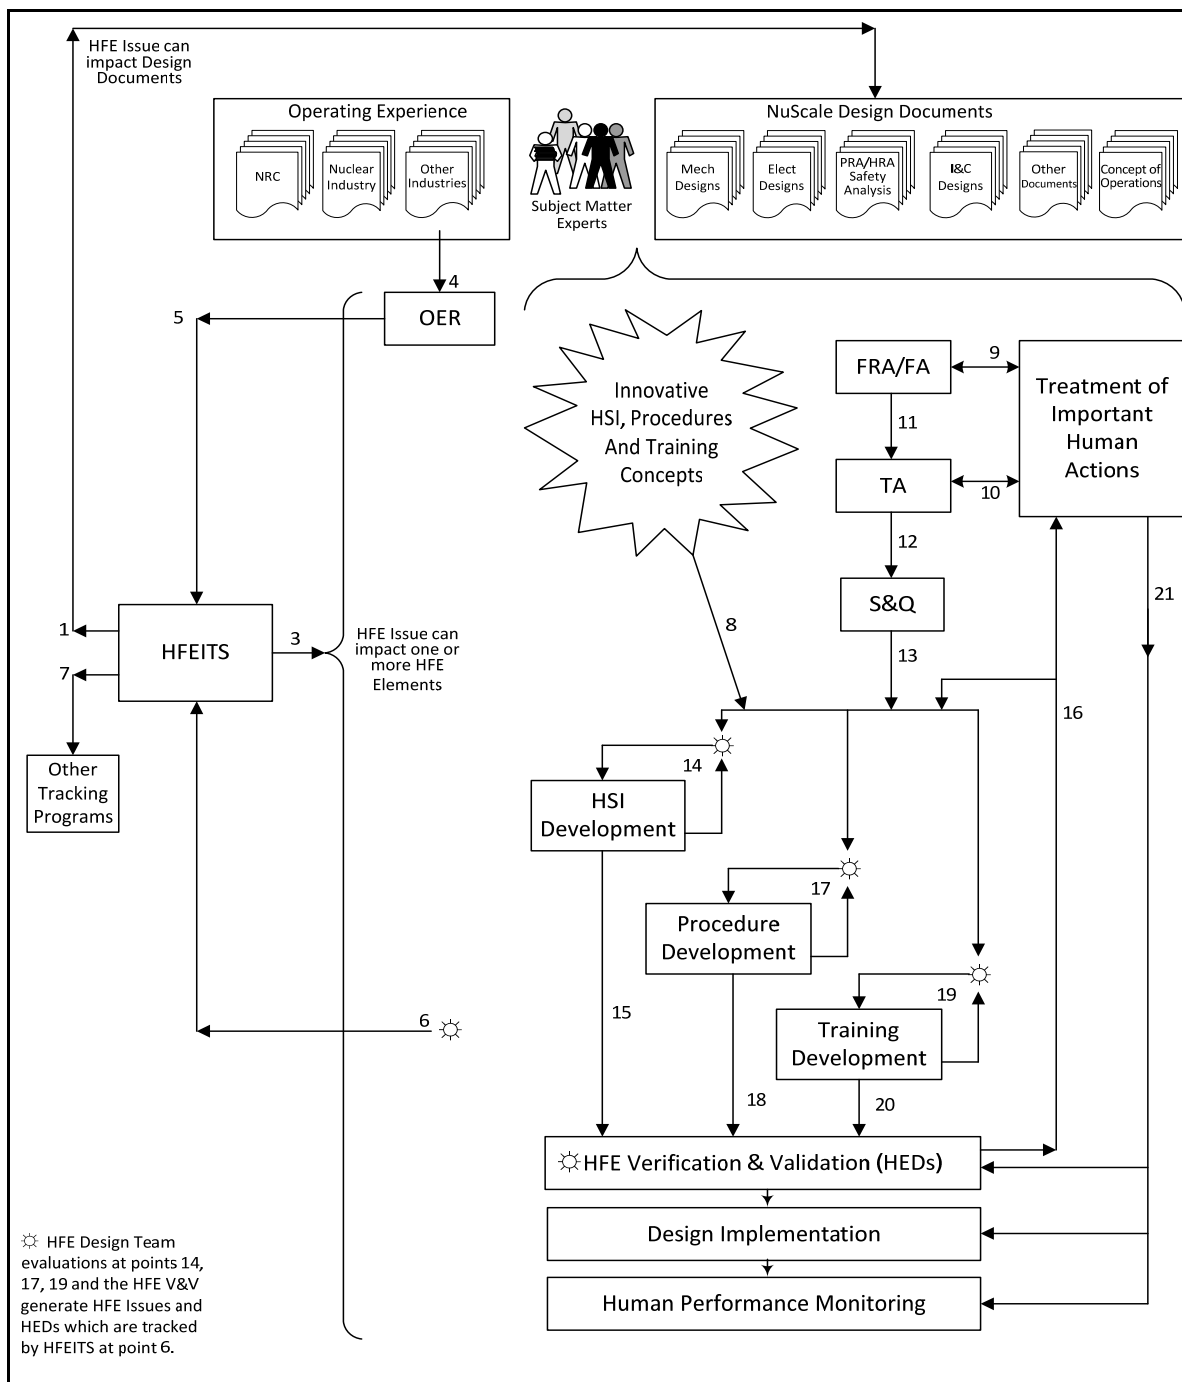 HFE Issue can
impact Design
Documents
Operating Experience
NRC
Nuclear
Industry
Other
Industries
Subject Matter
Experts
NuScale Design Documents
Mech
Designs
Elect
Designs
PRA/HRA
Safety
Analysis
I&C
Designs
Other
Documents
Concept of
Operations
4
OER
5
Innovative
HSI, Procedures
And Training
Concepts
FRA/FA
9
Treatment of
Important
Human
Actions
11
TA
10
12
S&Q
21
1
HFEITS
3
7
HFE Issue can
impact one or
more HFE
Elements
8
13
16
Other
Tracking
Programs
14
HSI
Development
17
Procedure
Development
6
15
19
Training
Development
18
20
HFE Verification & Validation (HEDs)
Design Implementation
Human Performance Monitoring
HFE Design Team
evaluations at points 14,
17, 19 and the HFE V&V
generate HFE Issues and
HEDs which are tracked
by HFEITS at point 6.